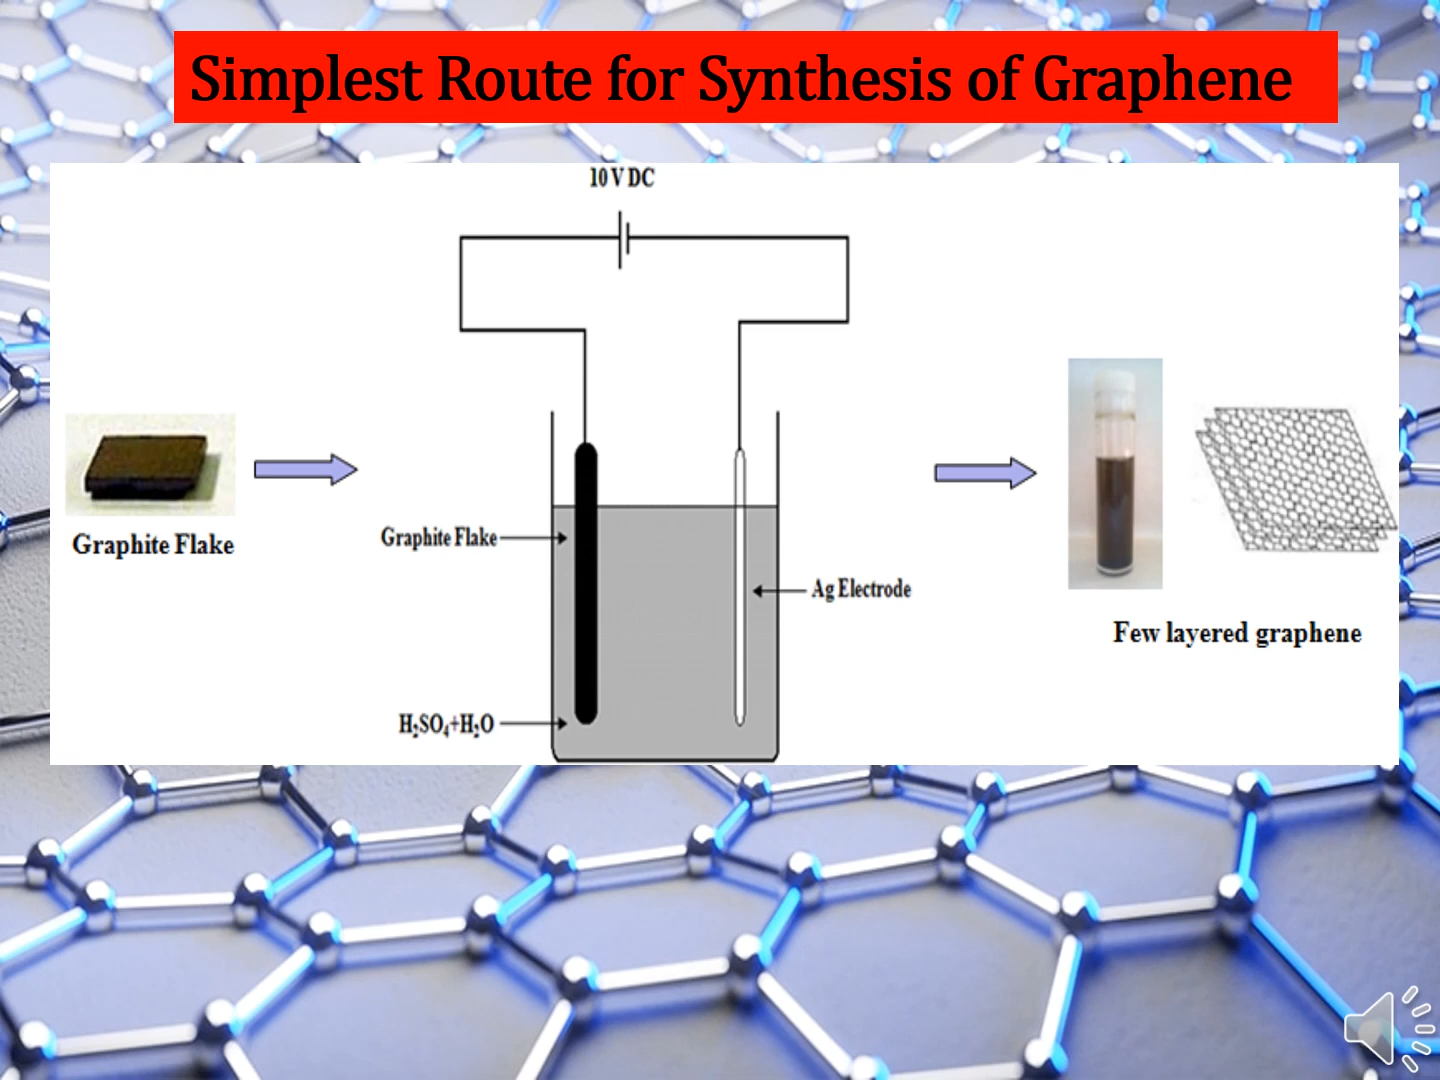 Simplest Route for Synthesis of Graphene
10 V DC
Graphite Flake
Graphite Flake
Ag Electrode
H₂SO₄+H₂O
Few layered graphene